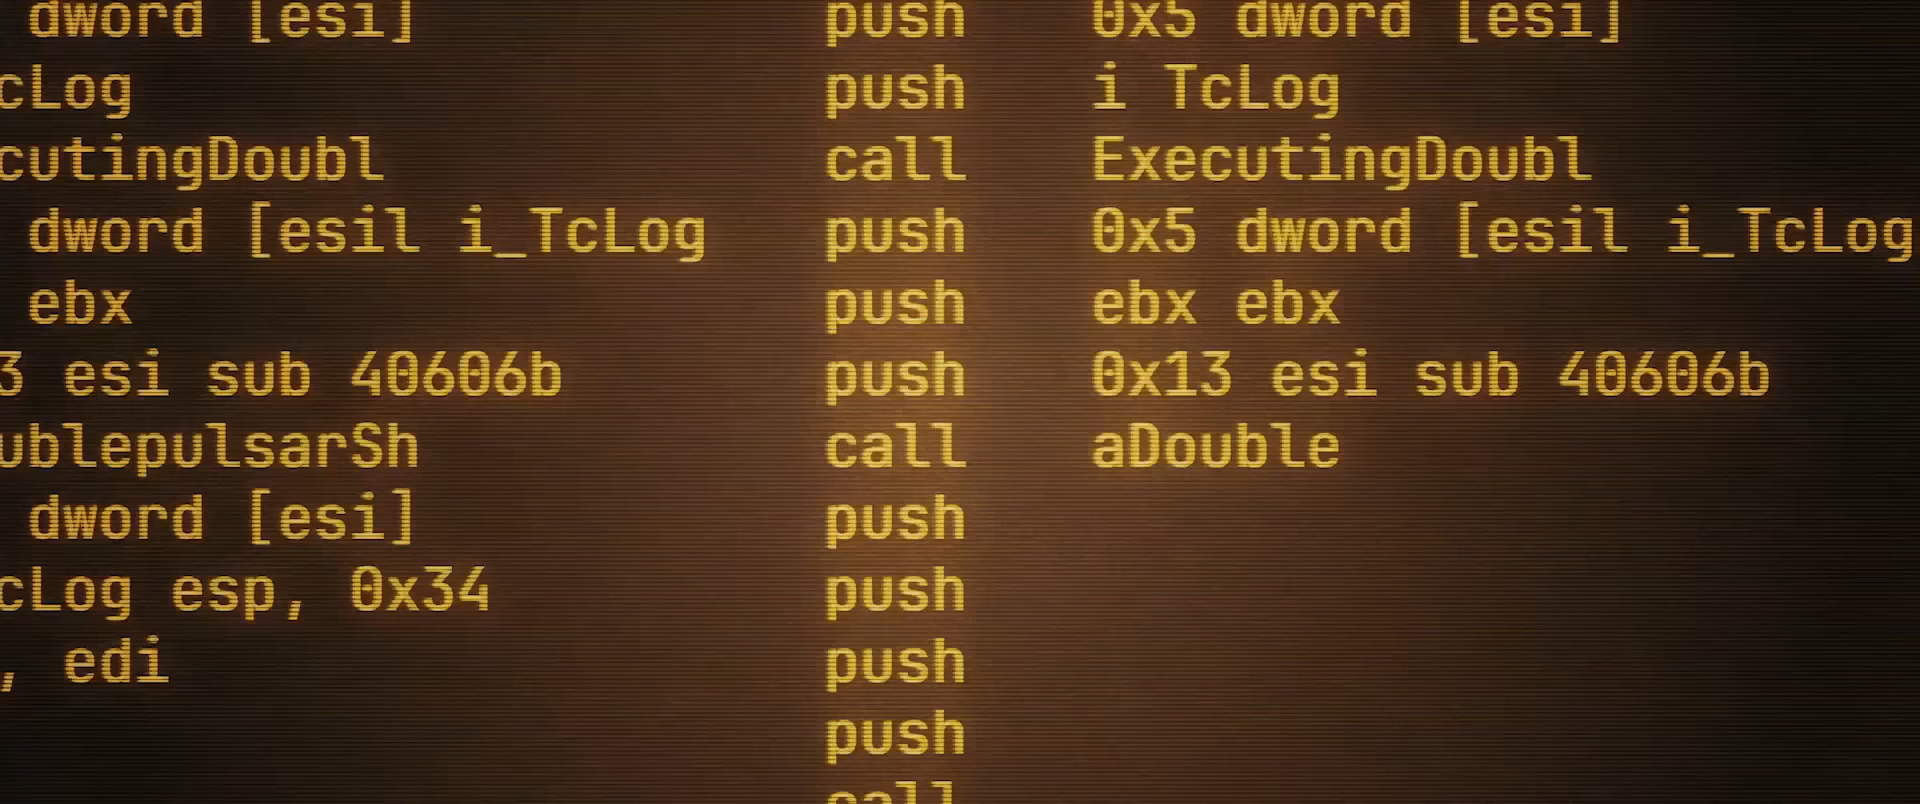 dword [esi] push 0x5 dword [esi]
cLog push i TcLog
cutingDoubl call ExecutingDoubl
dword [esil i_TcLog push 0x5 dword [esil i_TcLog
ebx push ebx ebx
3 esi sub 40606b push 0x13 esi sub 40606b
ublepulsarSh call aDouble
dword [esi] push
cLog esp, 0x34 push
, edi push
push
call